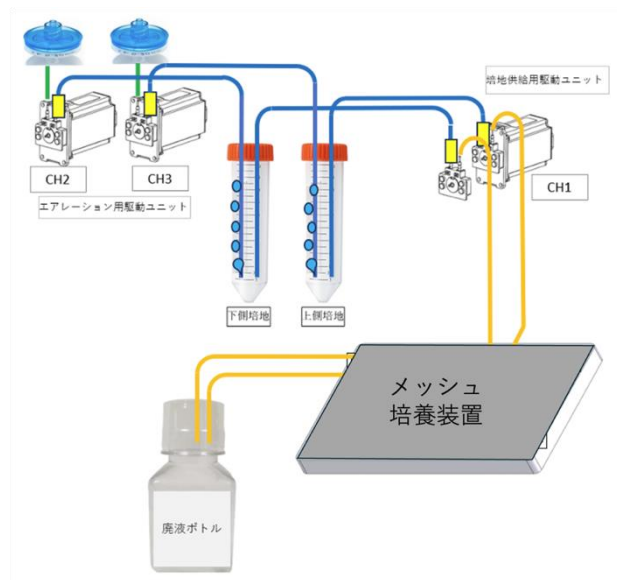 培地供給用駆動ユニット
CH2
CH3
CH1
エアレーション用駆動ユニット
下側培地
上側培地
メッシュ
培養装置
廃液ボトル